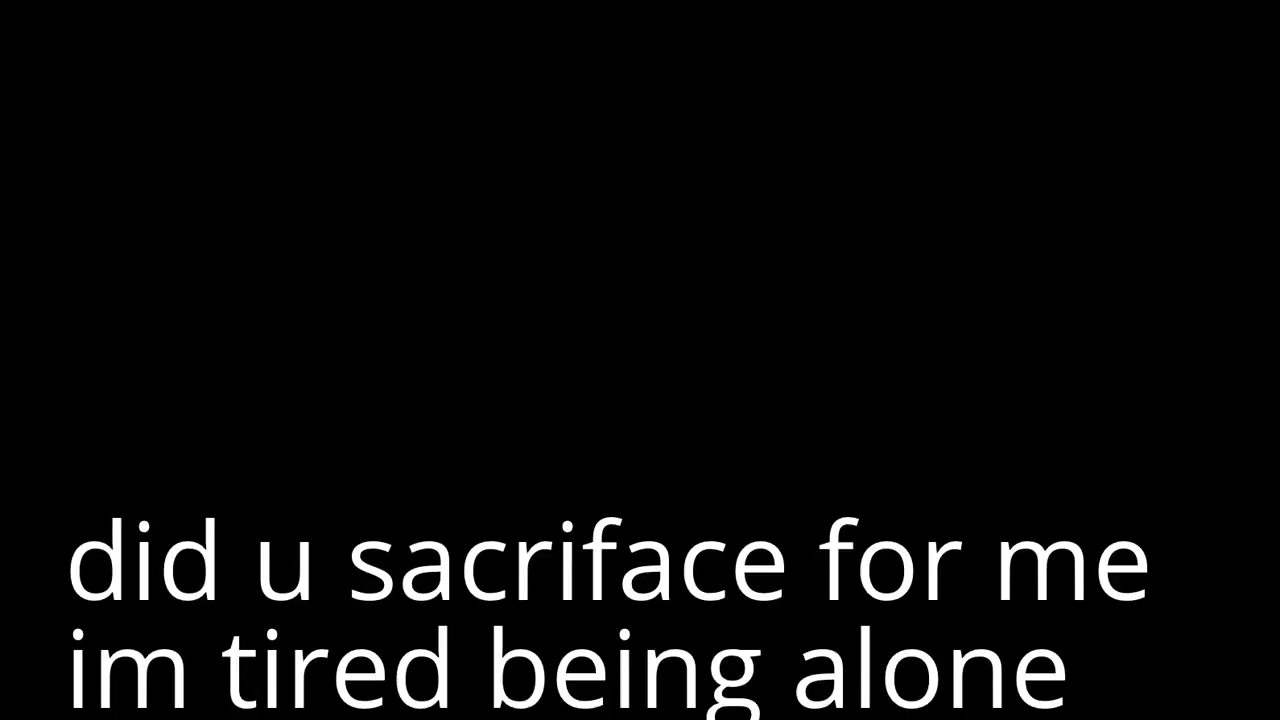 did u sacriface for me
im tired being alone